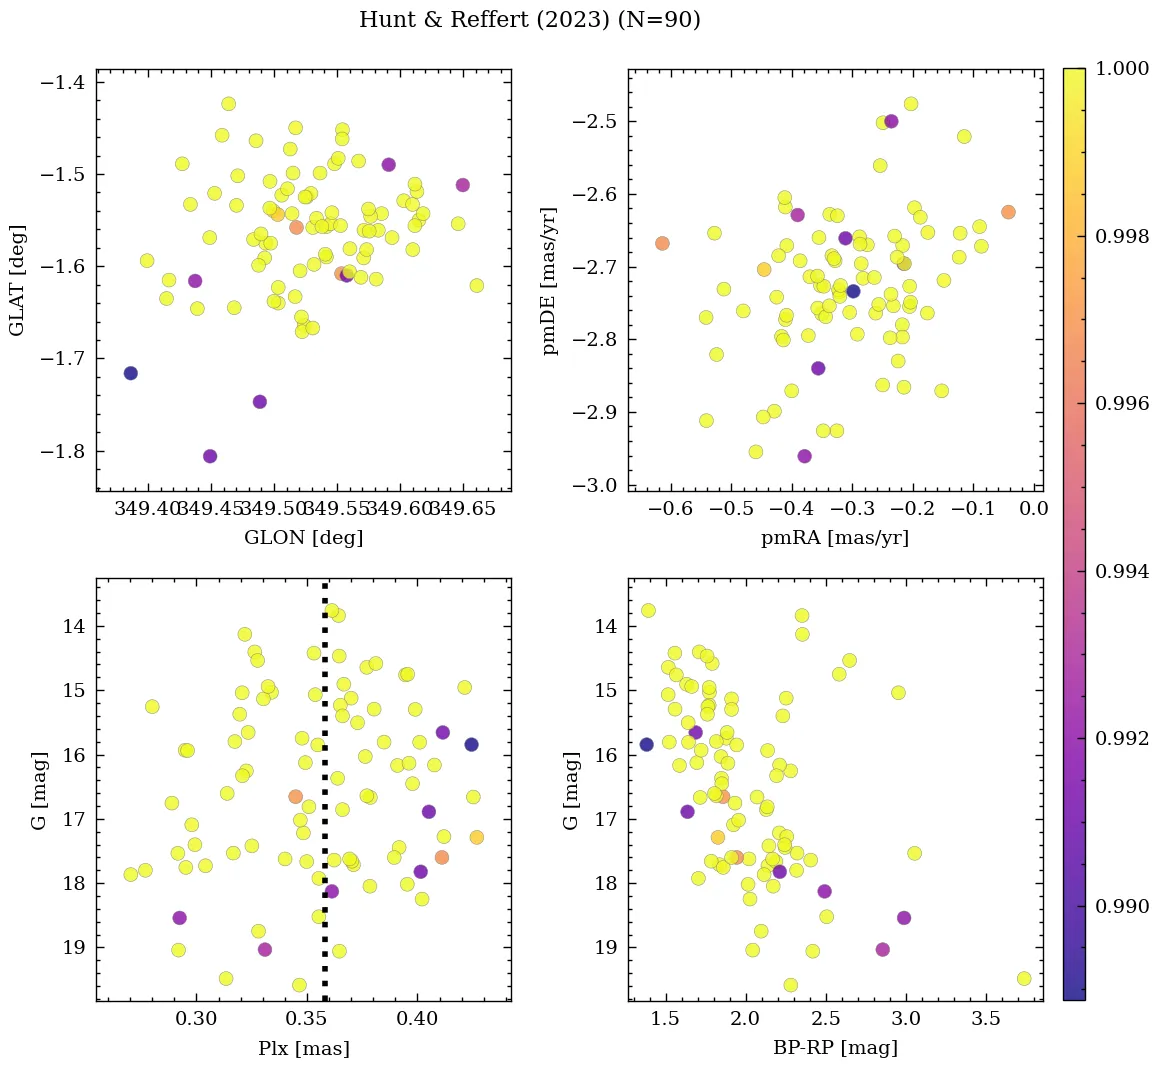 Hunt & Reffert (2023) (N=90)
−1.4
−1.5
−1.6
−1.7
−1.8
GLAT [deg]
349.40 349.45 349.50 349.55 349.60 349.65
GLON [deg]
−2.5
−2.6
−2.7
−2.8
−2.9
−3.0
pmDE [mas/yr]
−0.6 −0.5 −0.4 −0.3 −0.2 −0.1 0.0
pmRA [mas/yr]
14
15
16
17
18
19
G [mag]
0.30 0.35 0.40
Plx [mas]
14
15
16
17
18
19
G [mag]
1.5 2.0 2.5 3.0 3.5
BP-RP [mag]
1.000
0.998
0.996
0.994
0.992
0.990